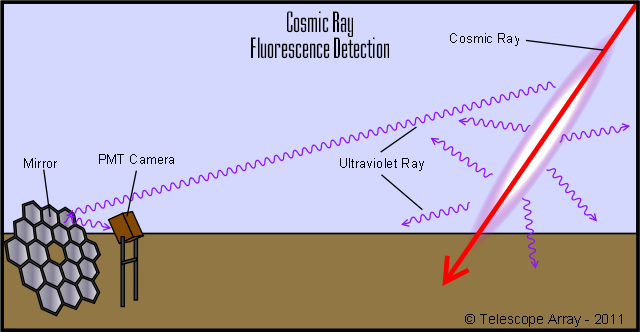 Cosmic Ray
Fluorescence Detection
Cosmic Ray
PMT Camera
Mirror
Ultraviolet Ray
© Telescope Array - 2011